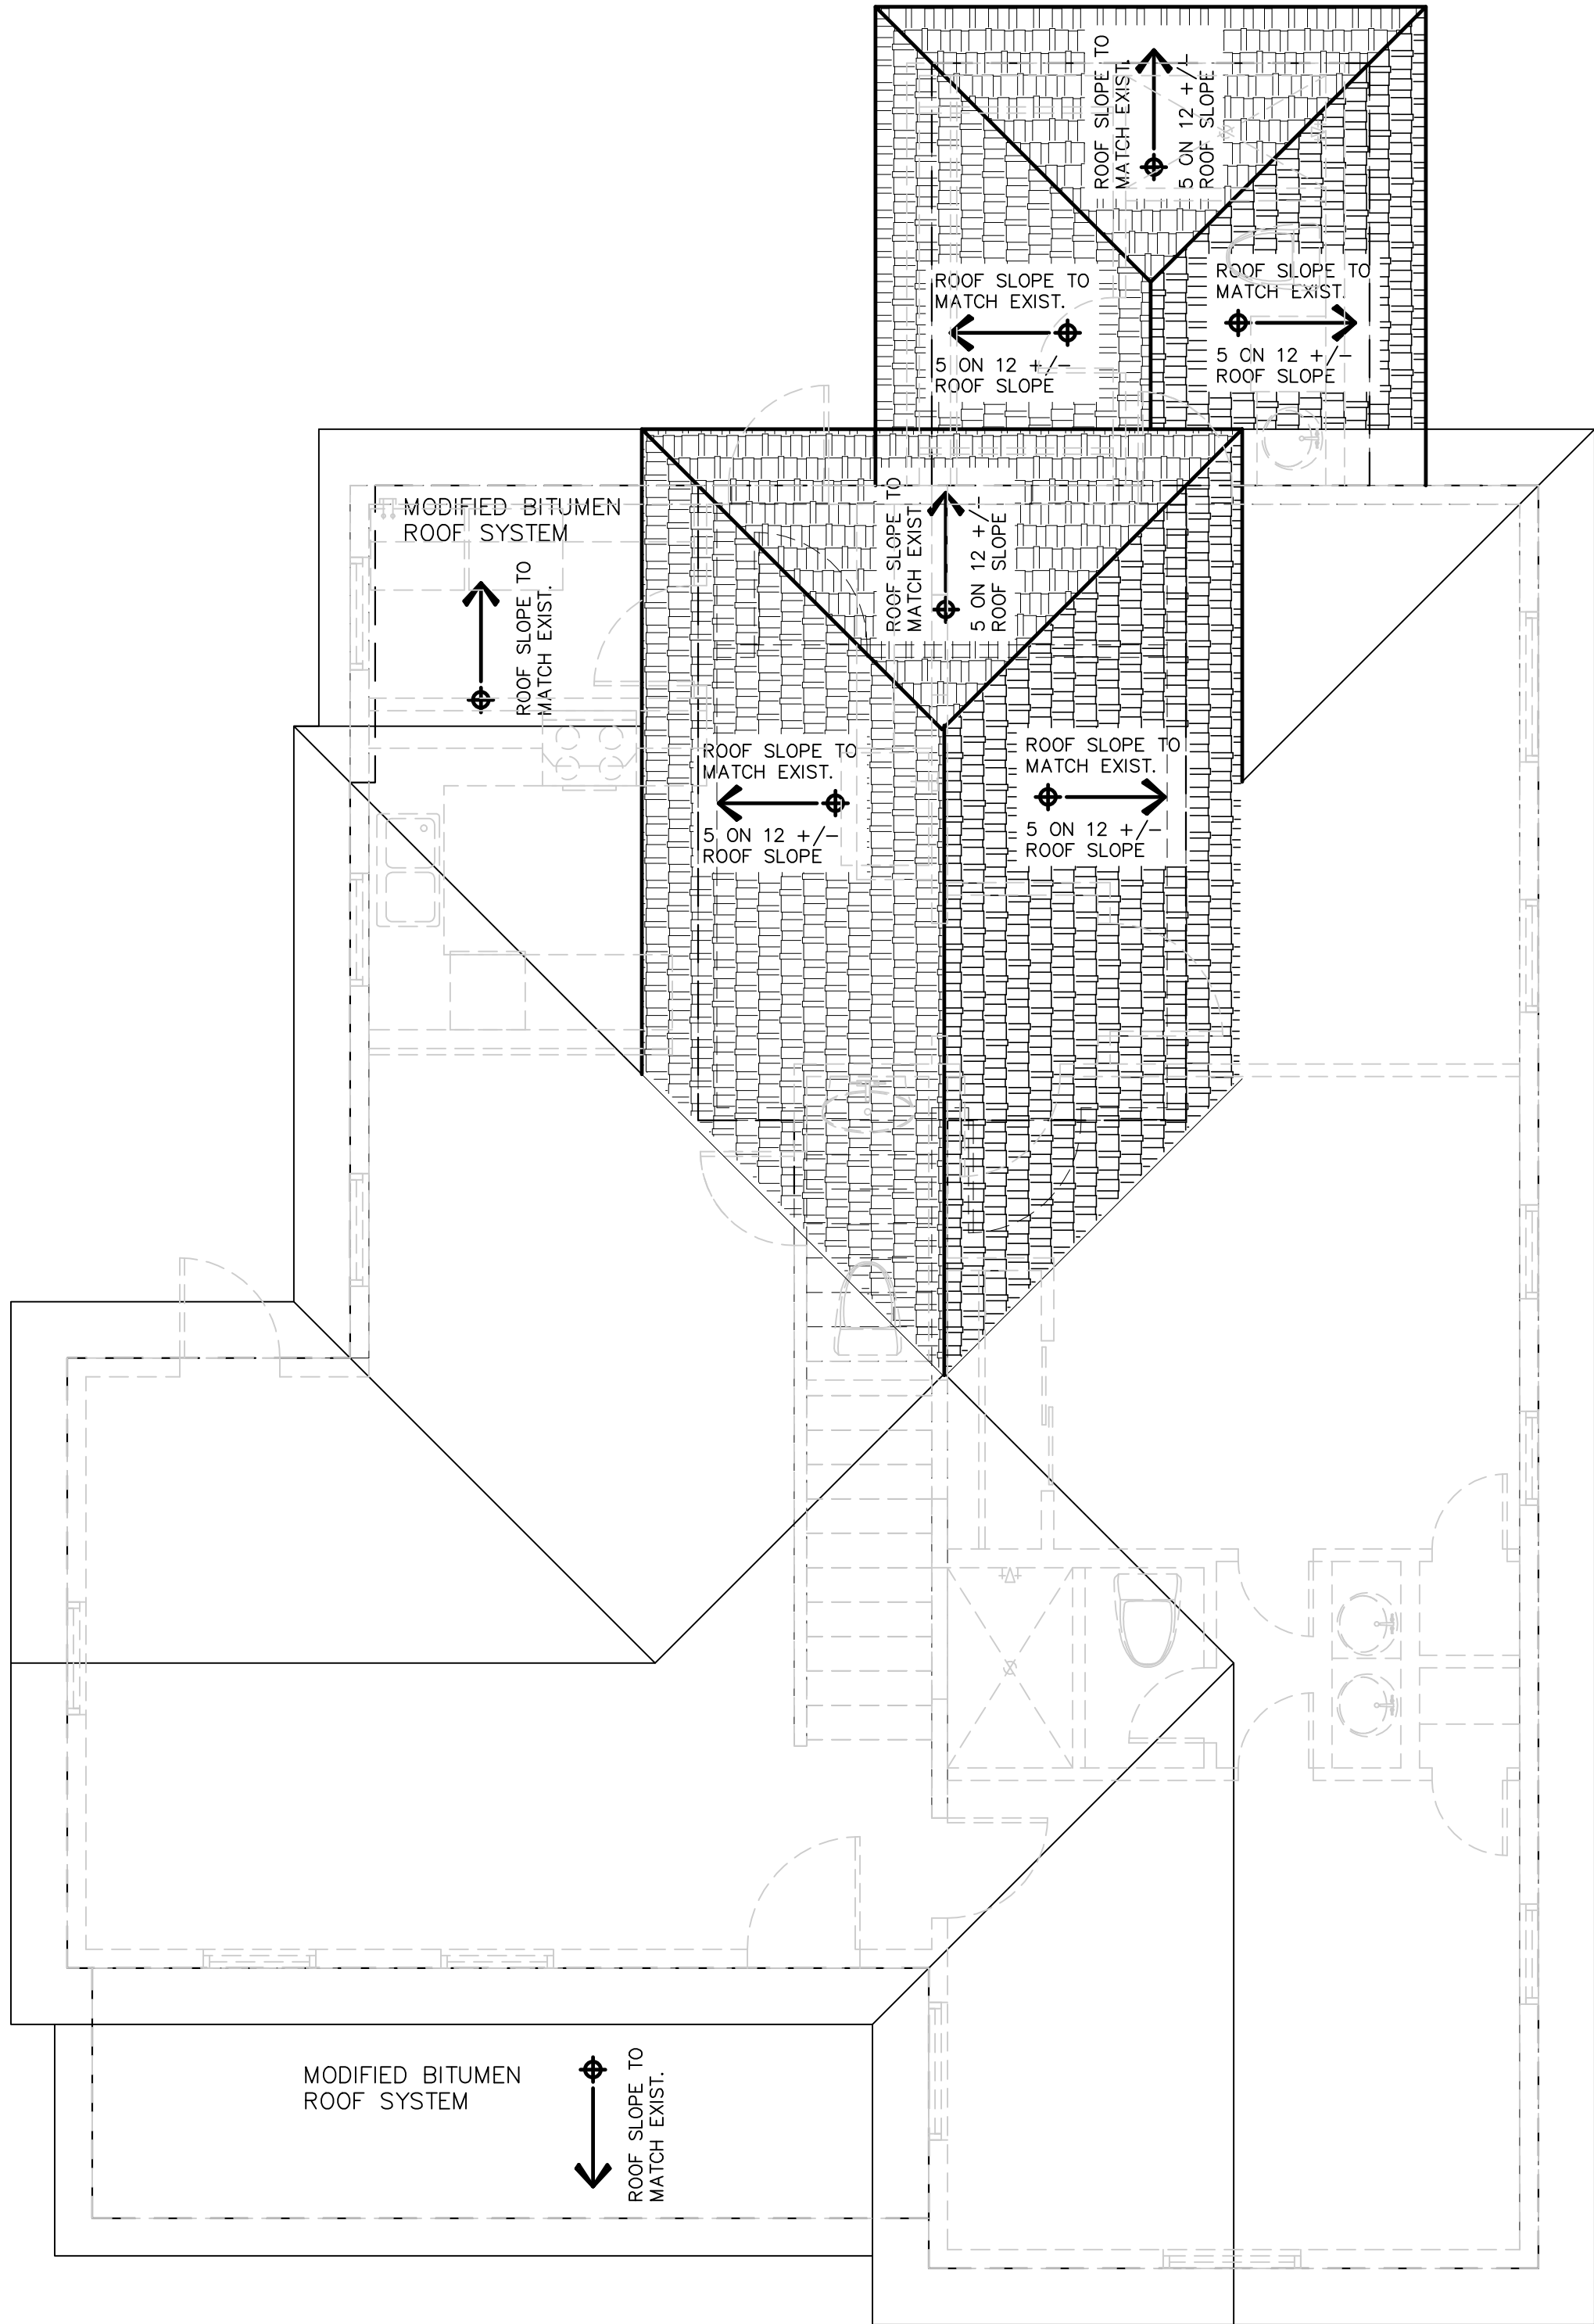 ROOF SLOPE TO
MATCH EXIST.
5 ON 12 +/-
ROOF SLOPE
ROOF SLOPE TO
MATCH EXIST.
5 ON 12 +/-
ROOF SLOPE
ROOF SLOPE TO
MATCH EXIST.
5 ON 12 +/-
ROOF SLOPE
MODIFIED BITUMEN
ROOF SYSTEM
ROOF SLOPE TO
MATCH EXIST.
ROOF SLOPE TO
MATCH EXIST.
5 ON 12 +/-
ROOF SLOPE
ROOF SLOPE TO
MATCH EXIST.
5 ON 12 +/-
ROOF SLOPE
ROOF SLOPE TO
MATCH EXIST.
5 ON 12 +/-
ROOF SLOPE
MODIFIED BITUMEN
ROOF SYSTEM
ROOF SLOPE TO
MATCH EXIST.